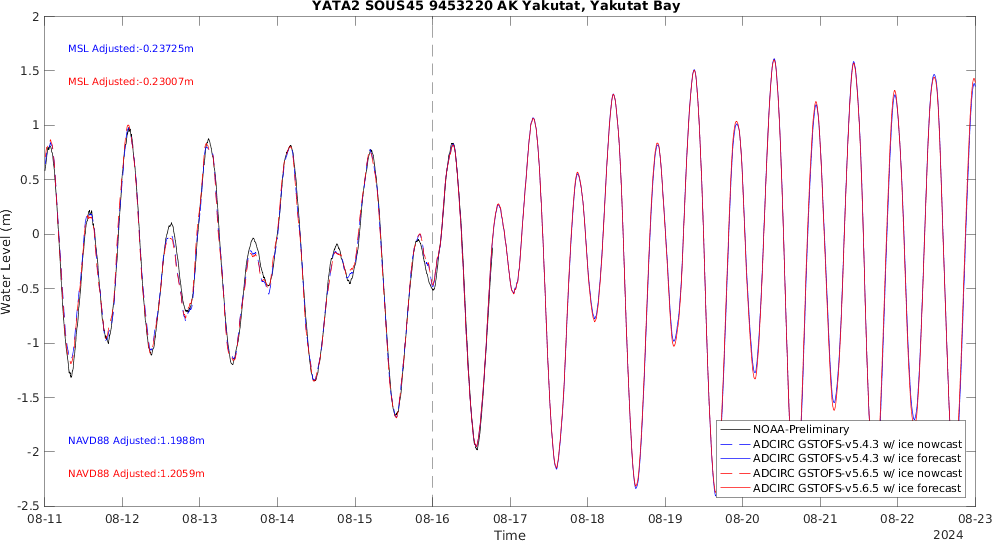 YATA2 SOUS45 9453220 AK Yakutat, Yakutat Bay
MSL Adjusted:-0.23725m
MSL Adjusted:-0.23007m
NAVD88 Adjusted:1.1988m
NAVD88 Adjusted:1.2059m
Water Level (m)
2
1.5
1
0.5
0
-0.5
-1
-1.5
-2
-2.5
NOAA-Preliminary
ADCIRC GSTOFS-v5.4.3 w/ ice nowcast
ADCIRC GSTOFS-v5.4.3 w/ ice forecast
ADCIRC GSTOFS-v5.6.5 w/ ice nowcast
ADCIRC GSTOFS-v5.6.5 w/ ice forecast
08-11 08-12 08-13 08-14 08-15 08-16 08-17 08-18 08-19 08-20 08-21 08-22 08-23
Time
2024